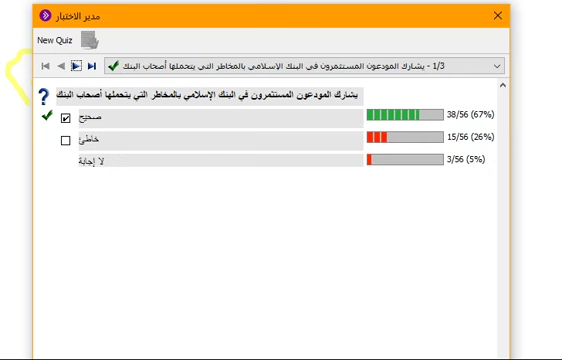 مدير الاختبار
New Quiz
1/3 - يشارك المودعون المستثمرون في البنك الإسلامي بالمخاطر التي يتحملها أصحاب البنك
يشارك المودعون المستثمرون في البنك الإسلامي بالمخاطر التي يتحملها أصحاب البنك
صحيح
38/56 (67%)
خاطئ
15/56 (26%)
لا إجابة
3/56 (5%)